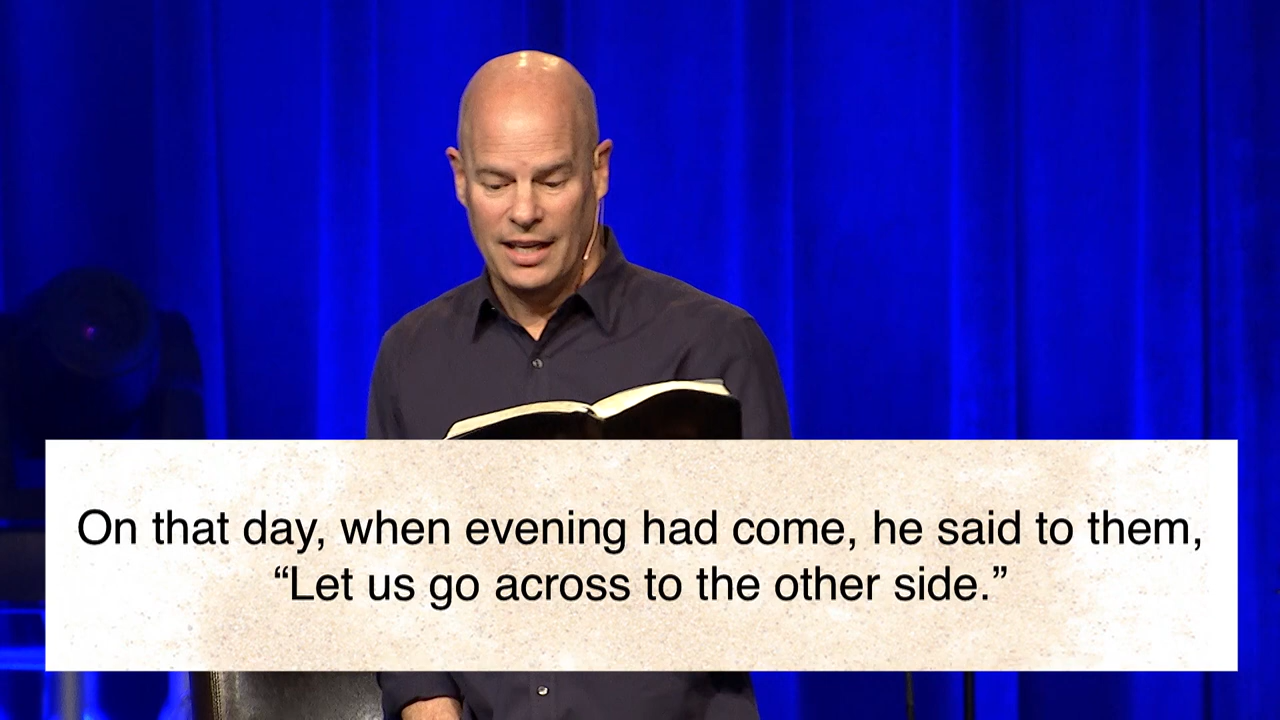 On that day, when evening had come, he said to them,
“Let us go across to the other side.”